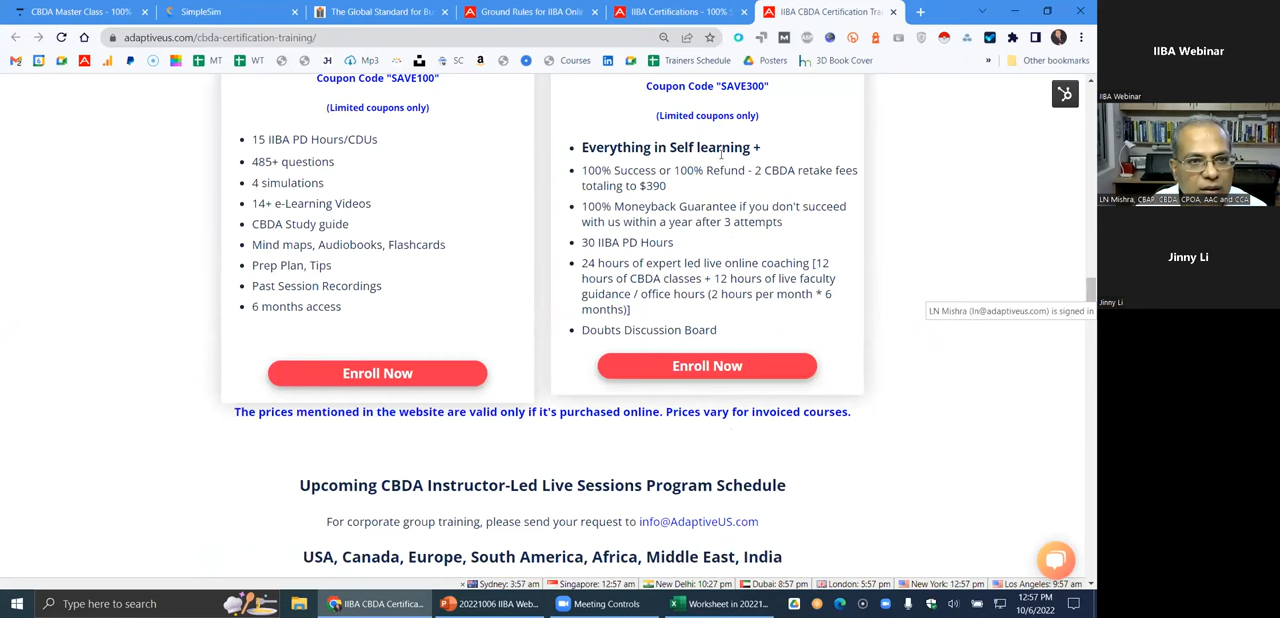 CBDA Master Class - 100%
SimpleSim
The Global Standard for Bu
Ground Rules for IIBA Onli
IIBA Certifications - 100% S
IIBA CBDA Certification Trai
adaptiveus.com/cbda-certification-training/
MT
WT
JH
Mp3
SC
Courses
Trainers Schedule
Posters
3D Book Cover
Other bookmarks
Coupon Code "SAVE100"
(Limited coupons only)
15 IIBA PD Hours/CDUs
485+ questions
4 simulations
14+ e-Learning Videos
CBDA Study guide
Mind maps, Audiobooks, Flashcards
Prep Plan, Tips
Past Session Recordings
6 months access
Enroll Now
Coupon Code "SAVE300"
(Limited coupons only)
Everything in Self learning +
100% Success or 100% Refund - 2 CBDA retake fees
totaling to $390
100% Moneyback Guarantee if you don't succeed
with us within a year after 3 attempts
30 IIBA PD Hours
24 hours of expert led live online coaching [12
hours of CBDA classes + 12 hours of live faculty
guidance / office hours (2 hours per month * 6
months)]
Doubts Discussion Board
Enroll Now
The prices mentioned in the website are valid only if it's purchased online. Prices vary for invoiced courses.
Upcoming CBDA Instructor-Led Live Sessions Program Schedule
For corporate group training, please send your request to info@AdaptiveUS.com
USA, Canada, Europe, South America, Africa, Middle East, India
LN Mishra (ln@adaptiveus.com) is signed in
Sydney: 3:57 am
Singapore: 12:57 am
New Delhi: 10:27 pm
Dubai: 8:57 pm
London: 5:57 pm
New York: 12:57 pm
Los Angeles: 9:57 am
Type here to search
IIBA CBDA Certifica...
20221006 IIBA Web...
Meeting Controls
Worksheet in 20221...
12:57 PM
10/6/2022
IIBA Webinar
IIBA Webinar
LN Mishra, CBAP, CBDA, CPOA, AAC and CCA
Jinny Li
Jinny Li